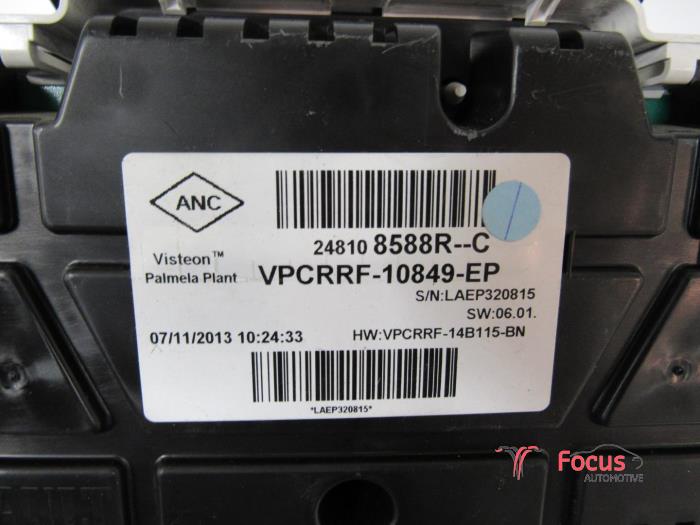 ANC
24810 8588R--C
Visteon™
Palmela Plant
VPCRRF-10849-EP
S/N:LAEP320815
SW:06.01.
07/11/2013 10:24:33
HW:VPCRRF-14B115-BN
*LAEP320815*
Focus
AUTOMOTIVE